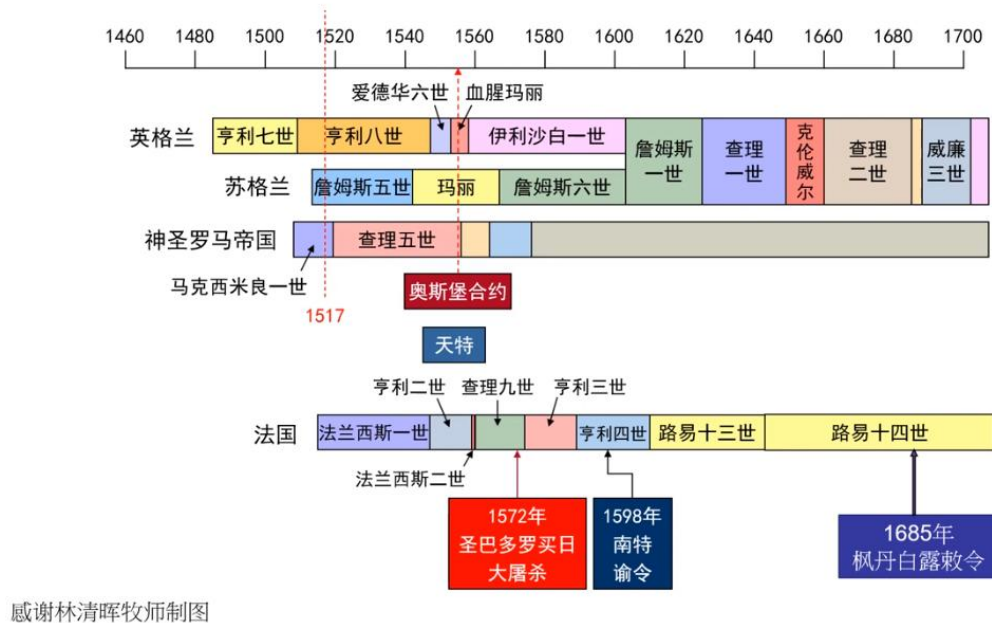 1460 1480 1500 1520 1540 1560 1580 1600 1620 1640 1660 1680 1700
爱德华六世 血腥玛丽
英格兰 亨利七世 亨利八世 伊利沙白一世 詹姆斯一世 查理一世 克伦威尔 查理二世 威廉三世
苏格兰 詹姆斯五世 玛丽 詹姆斯六世
神圣罗马帝国 查理五世
马克西米良一世
1517
奥斯堡合约
天特
亨利二世 查理九世 亨利三世
法国 法兰西斯一世 亨利四世 路易十三世 路易十四世
法兰西斯二世
1572年
圣巴多罗买日
大屠杀
1598年
南特
谕令
1685年
枫丹白露敕令
感谢林清晖牧师制图